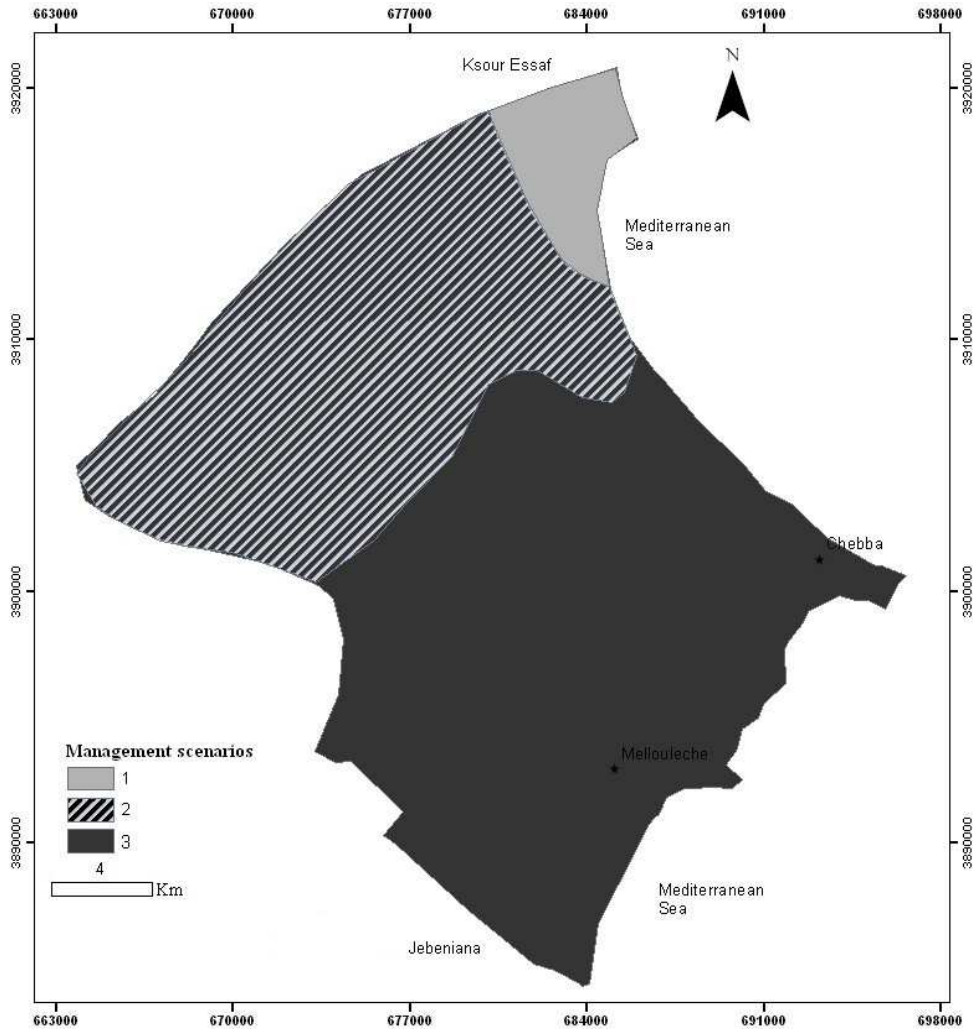 663000 670000 677000 684000 691000 698000
Ksour Essaf
N
3920000 3920000
Mediterranean
Sea
3910000 3910000
Chebba
3900000 3900000
Management scenarios
Mellouleche
1
2
3
3890000 3890000
4
Km
Mediterranean
Sea
Jebeniana
663000 670000 677000 684000 691000 698000